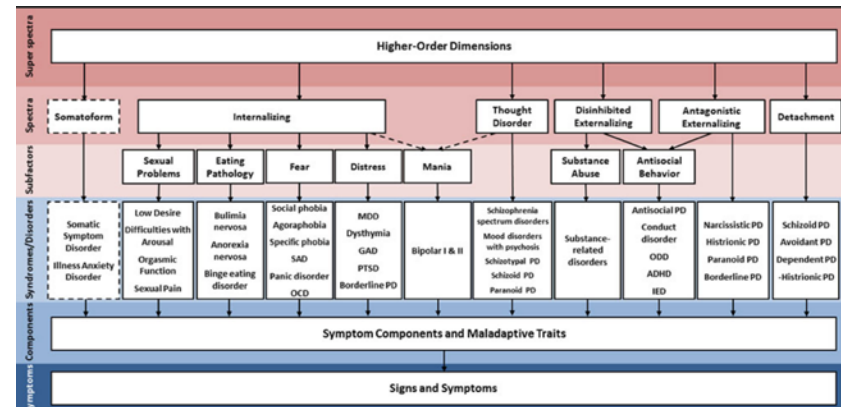 Super spectra
Higher-Order Dimensions
Spectra
Somatoform
Internalizing
Thought
Disorder
Disinhibited
Externalizing
Antagonistic
Externalizing
Detachment
Subfactors
Sexual
Problems
Eating
Pathology
Fear
Distress
Mania
Substance
Abuse
Antisocial
Behavior
Syndromes/Disorders
Somatic
Symptom
Disorder
Illness Anxiety
Disorder
Low Desire
Difficulties with
Arousal
Orgasmic
Function
Sexual Pain
Bulimia
nervosa
Anorexia
nervosa
Binge eating
disorder
Social phobia
Agoraphobia
Specific phobia
SAD
Panic disorder
OCD
MDD
Dysthymia
GAD
PTSD
Borderline PD
Bipolar I & II
Schizophrenia
spectrum disorders
Mood disorders
with psychosis
Schizotypal PD
Schizoid PD
Paranoid PD
Substance-
related
disorders
Antisocial PD
Conduct
disorder
ODD
ADHD
IED
Narcissistic PD
Histrionic PD
Paranoid PD
Borderline PD
Schizoid PD
Avoidant PD
Dependent PD
-Histrionic PD
Components
Symptom Components and Maladaptive Traits
ymptoms
Signs and Symptoms